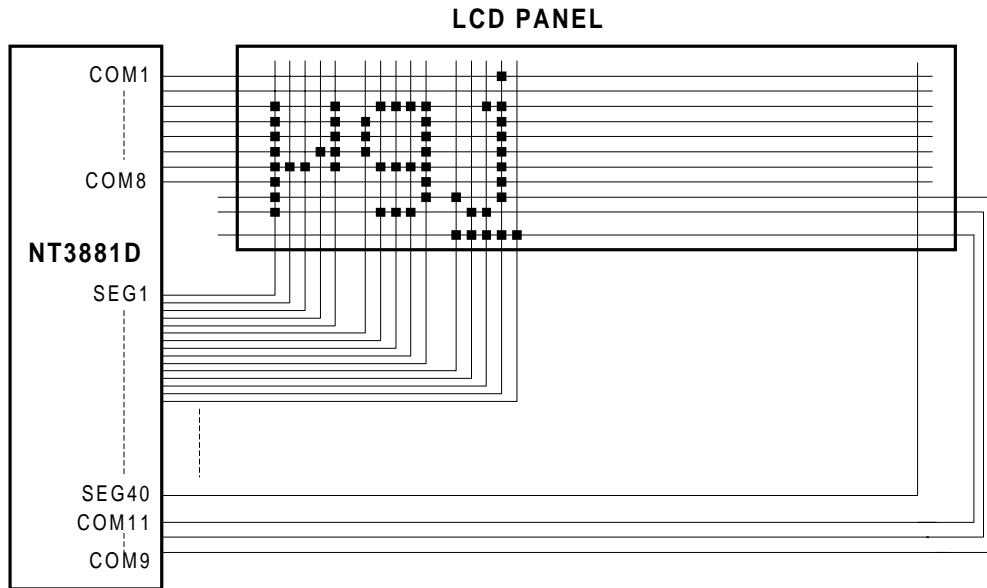 LCD PANEL
COM1
COM8
NT3881D
SEG1
SEG40
COM11
COM9